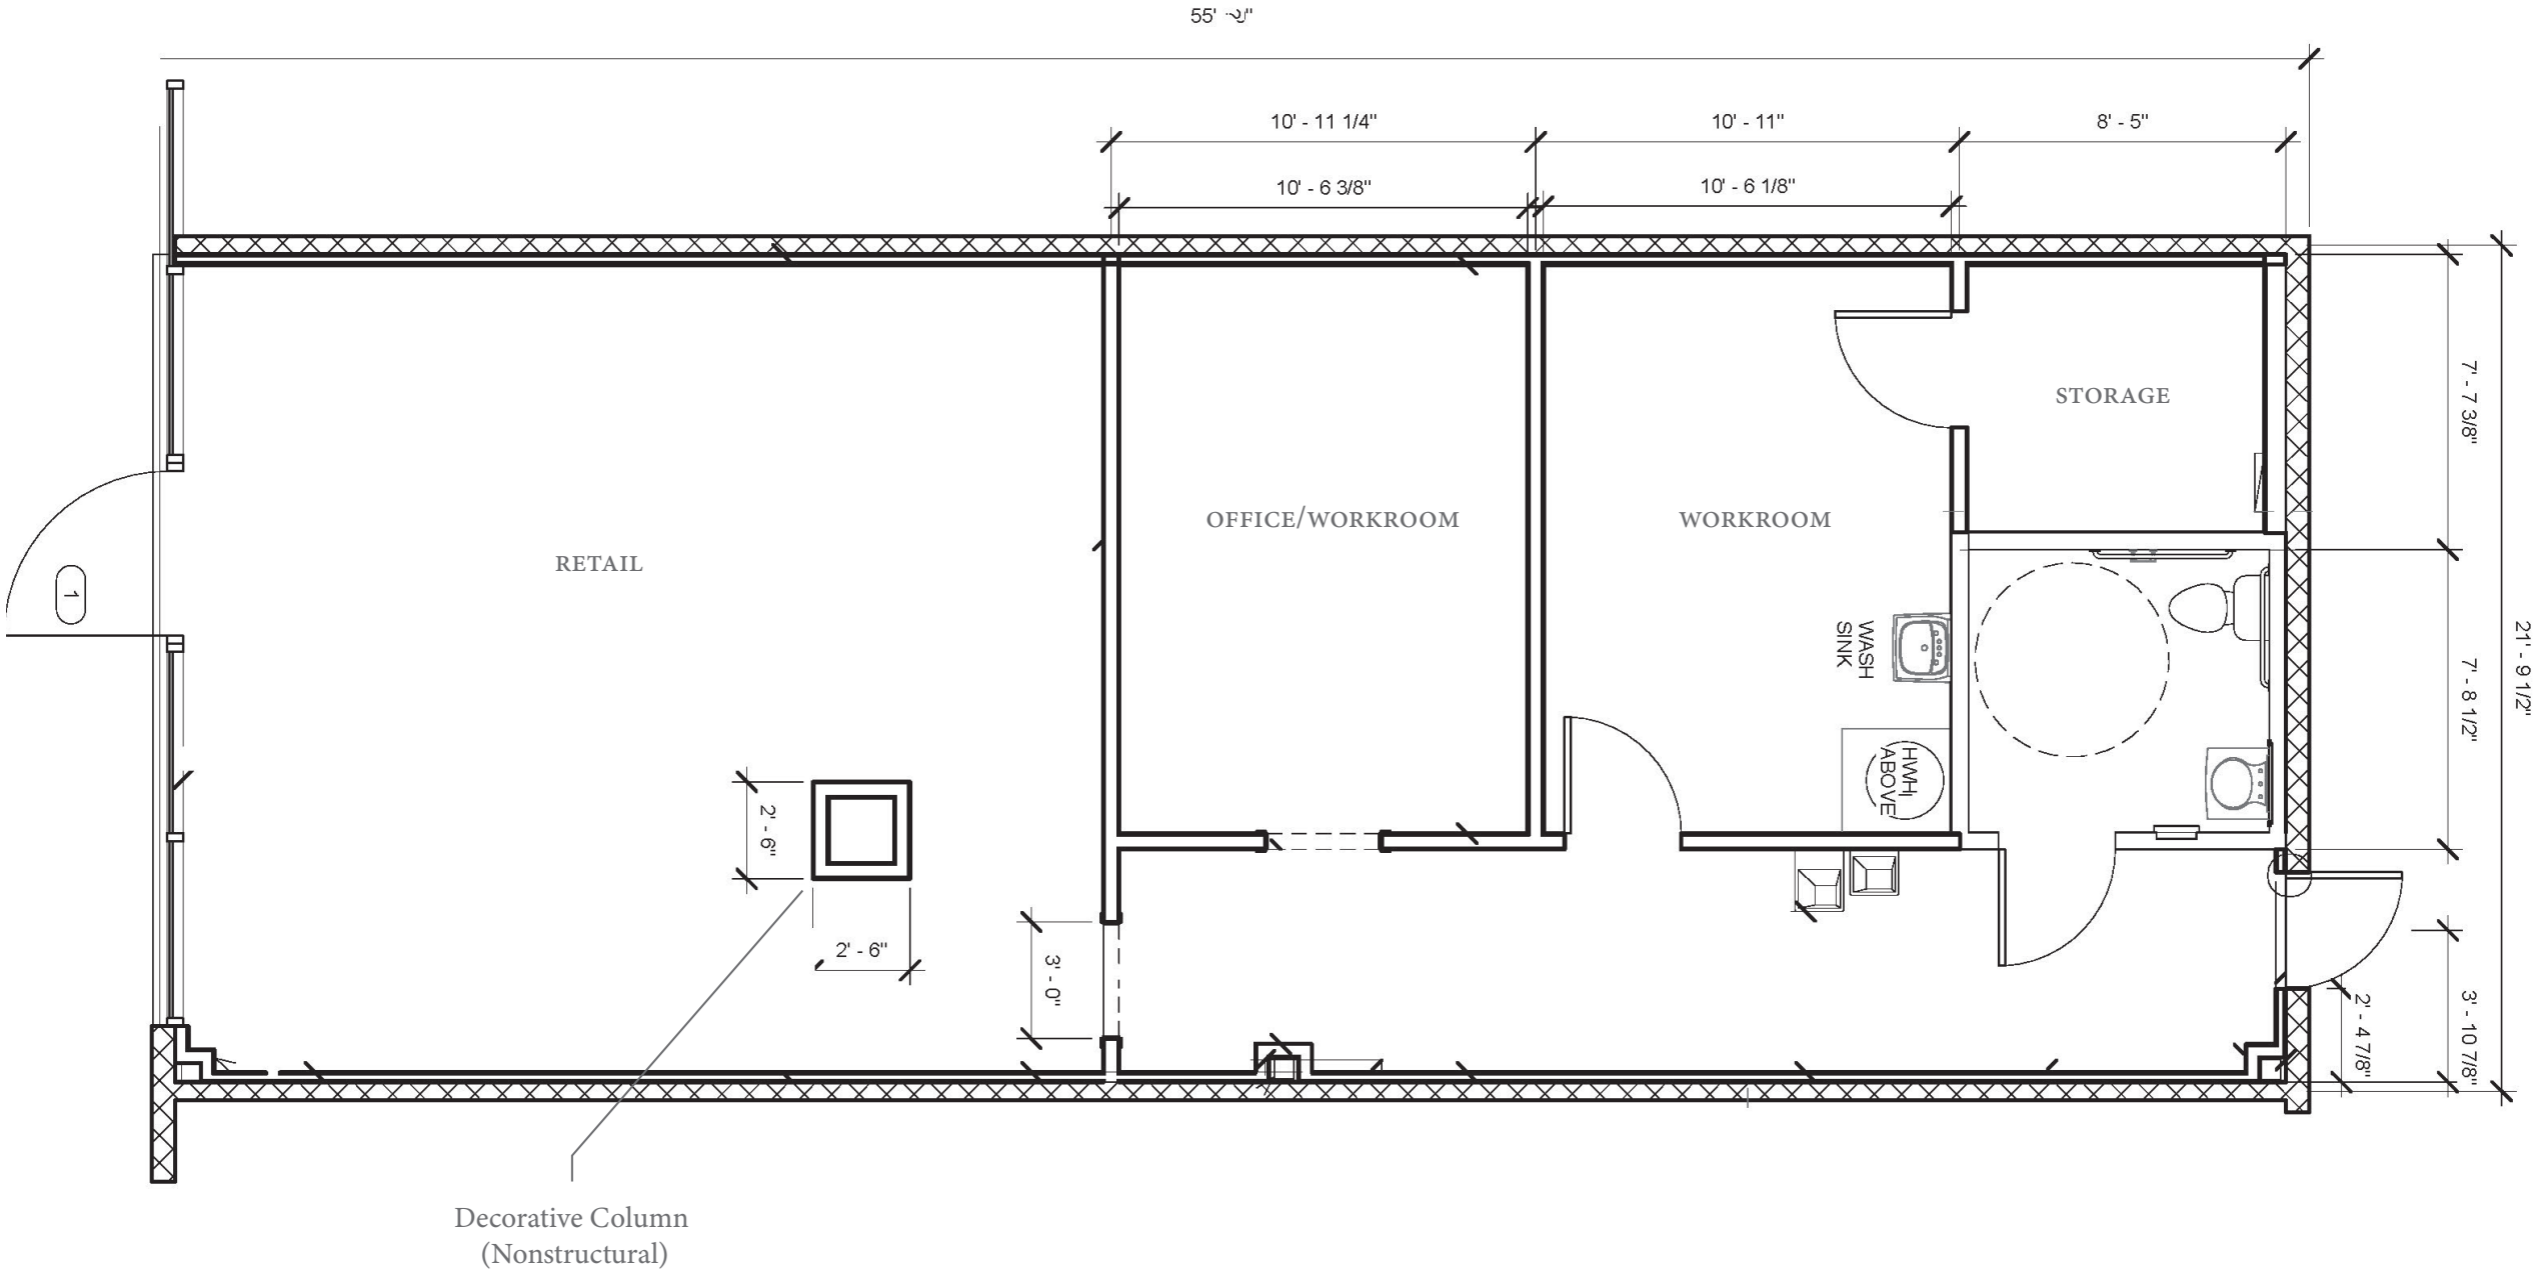 55'
10' - 11 1/4"
10' - 11"
8' - 5"
10' - 6 3/8"
10' - 6 1/8"
7' - 7 3/8"
STORAGE
OFFICE/WORKROOM
WORKROOM
RETAIL
1
WASH
SINK
21' - 9 1/2"
7' - 8 1/2"
HWH
ABOVE
2' - 6"
2' - 6"
3' - 0"
2' - 4 7/8"
3' - 10 7/8"
Decorative Column
(Nonstructural)